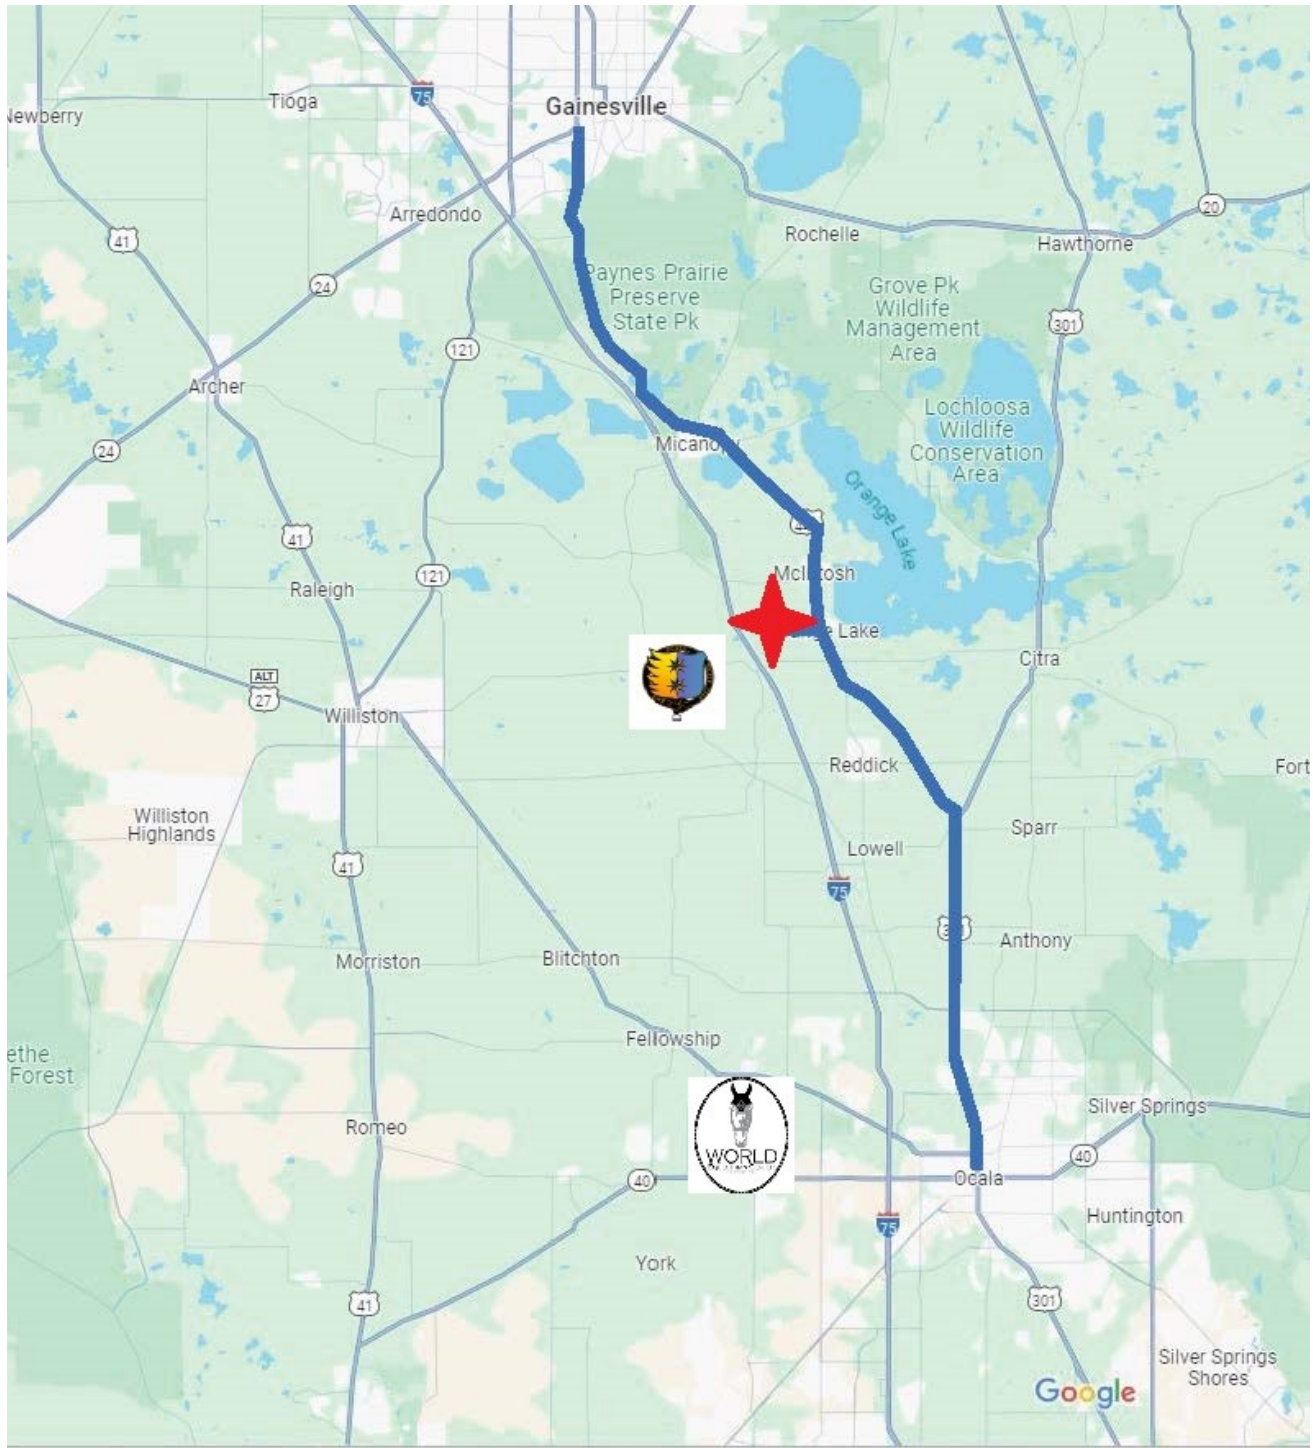 Gainesville
75
Tioga
Newberry
Arredondo
20
Rochelle
Hawthorne
41
24
Paynes Prairie
Preserve
State Pk
Grove Pk
Wildlife
Management
Area
301
121
Archer
Lochloosa
Wildlife
Conservation
Area
Micanopy
24
Orange Lake
41
McIntosh
121
Raleigh
Lake
Citra
ALT
27
Williston
Reddick
Fort
Williston
Highlands
Sparr
Lowell
41
75
Anthony
Morriston
Blitchton
Fellowship
ethe
Forest
Silver Springs
Romeo
WORLD
40
40
Ocala
75
Huntington
York
41
301
Silver Springs
Shores
Google